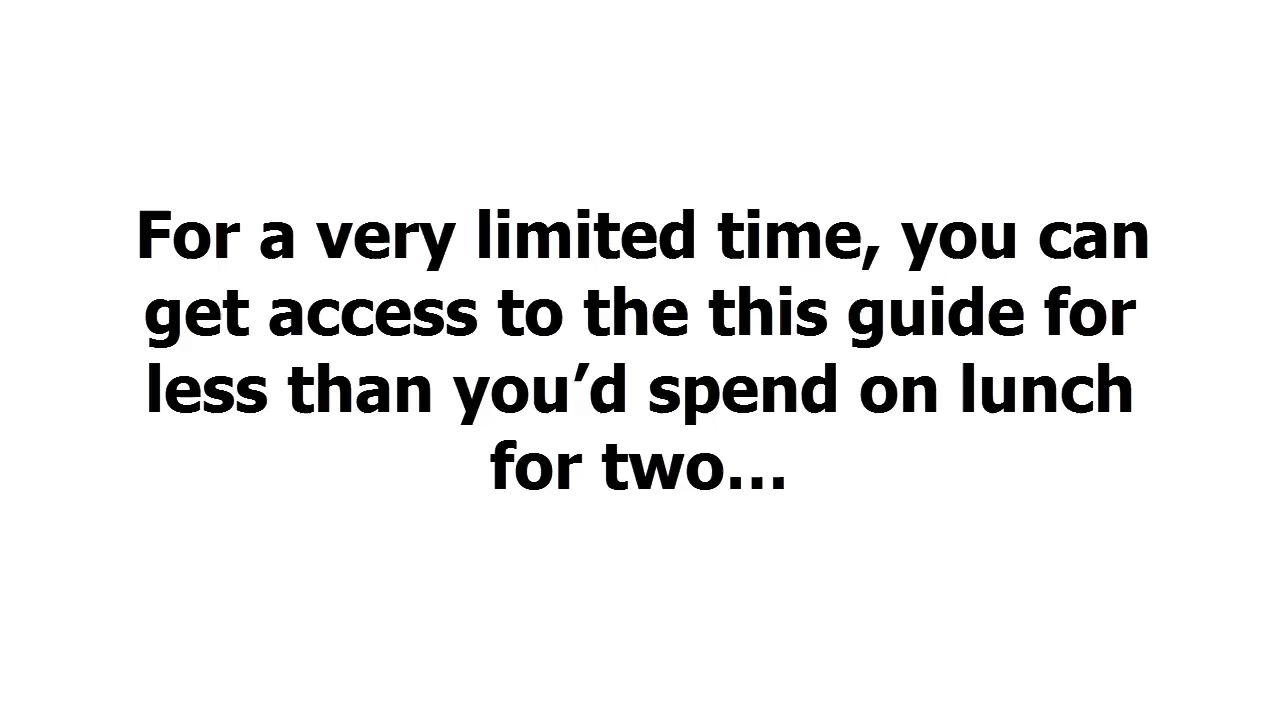 For a very limited time, you can
get access to the this guide for
less than you’d spend on lunch
for two...